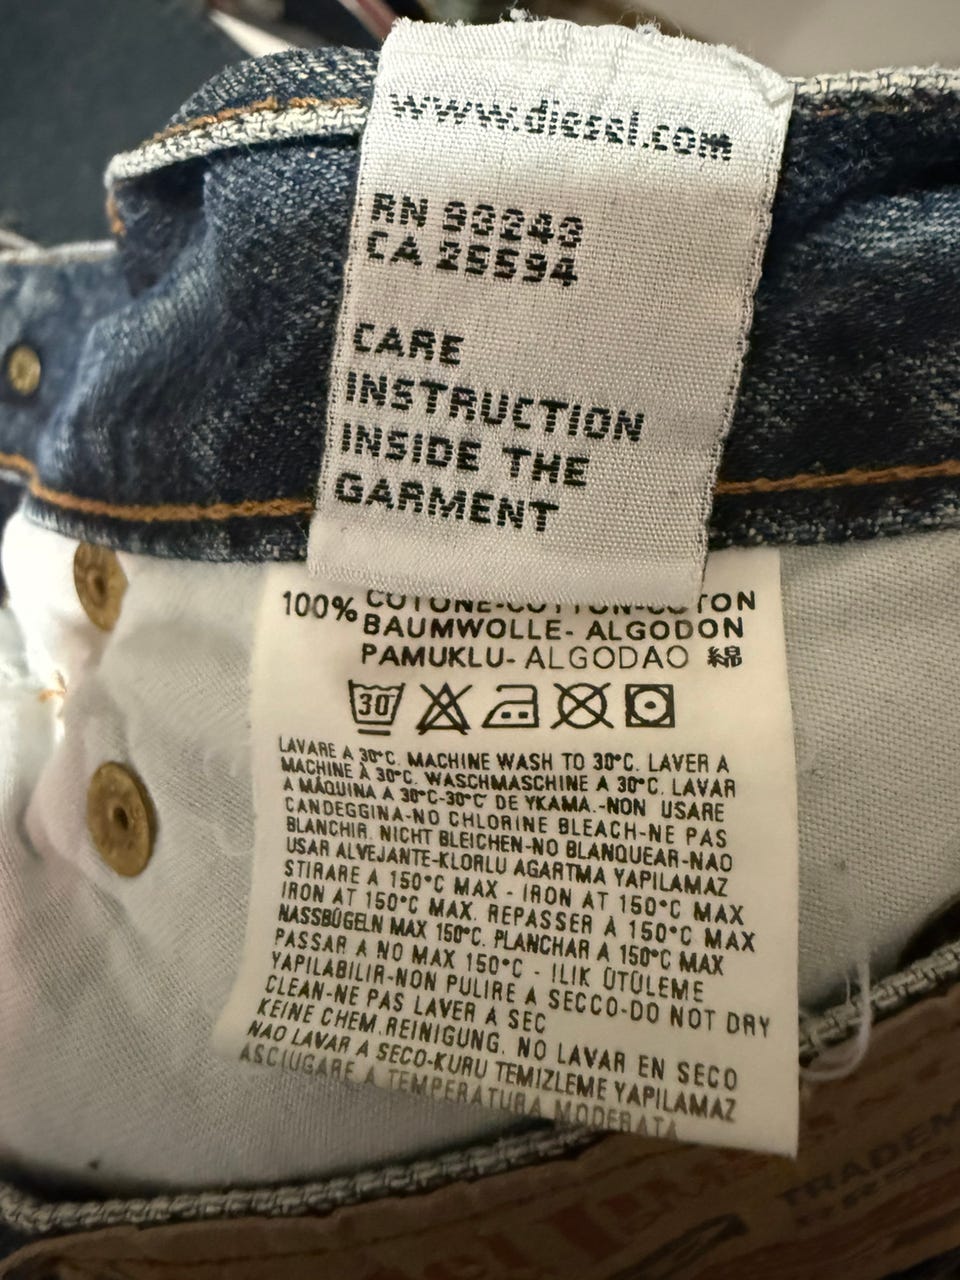 www.diesel.com
RN 93243
CA 25594
CARE
INSTRUCTION
INSIDE THE
GARMENT
100% COTONE-COTTON-COTON
BAUMWOLLE- ALGODON
PAMUKLU- ALGODAO 綿
30
LAVARE A 30°C. MACHINE WASH TO 30°C. LAVER A
MACHINE À 30°C. WASCHMASCHINE A 30°C. LAVAR
A MÁQUINA A 30°C-30°C DE YKAMA.-NON USARE
CANDEGGINA-NO CHLORINE BLEACH-NE PAS
BLANCHIR. NICHT BLEICHEN-NO BLANQUEAR-NAO
USAR ALVEJANTE-KLORLU AGARTMA YAPILAMAZ
STIRARE A 150°C MAX - IRON AT 150°C MAX
IRON AT 150°C MAX. REPASSER À 150°C MAX
NASSBÜGELN MAX 150°C. PLANCHAR A 150°C MAX
PASSAR A NO MAX 150°C - ILIK ÜTÜLEME
YAPILABILIR-NON PULIRE A SECCO-DO NOT DRY
CLEAN-NE PAS LAVER A SEC
KEINE CHEM.REINIGUNG. NO LAVAR EN SECO
NAO LAVAR A SECO-KURU TEMIZLEME YAPILAMAZ
ASCIUGARE A TEMPERATURA MODERATA